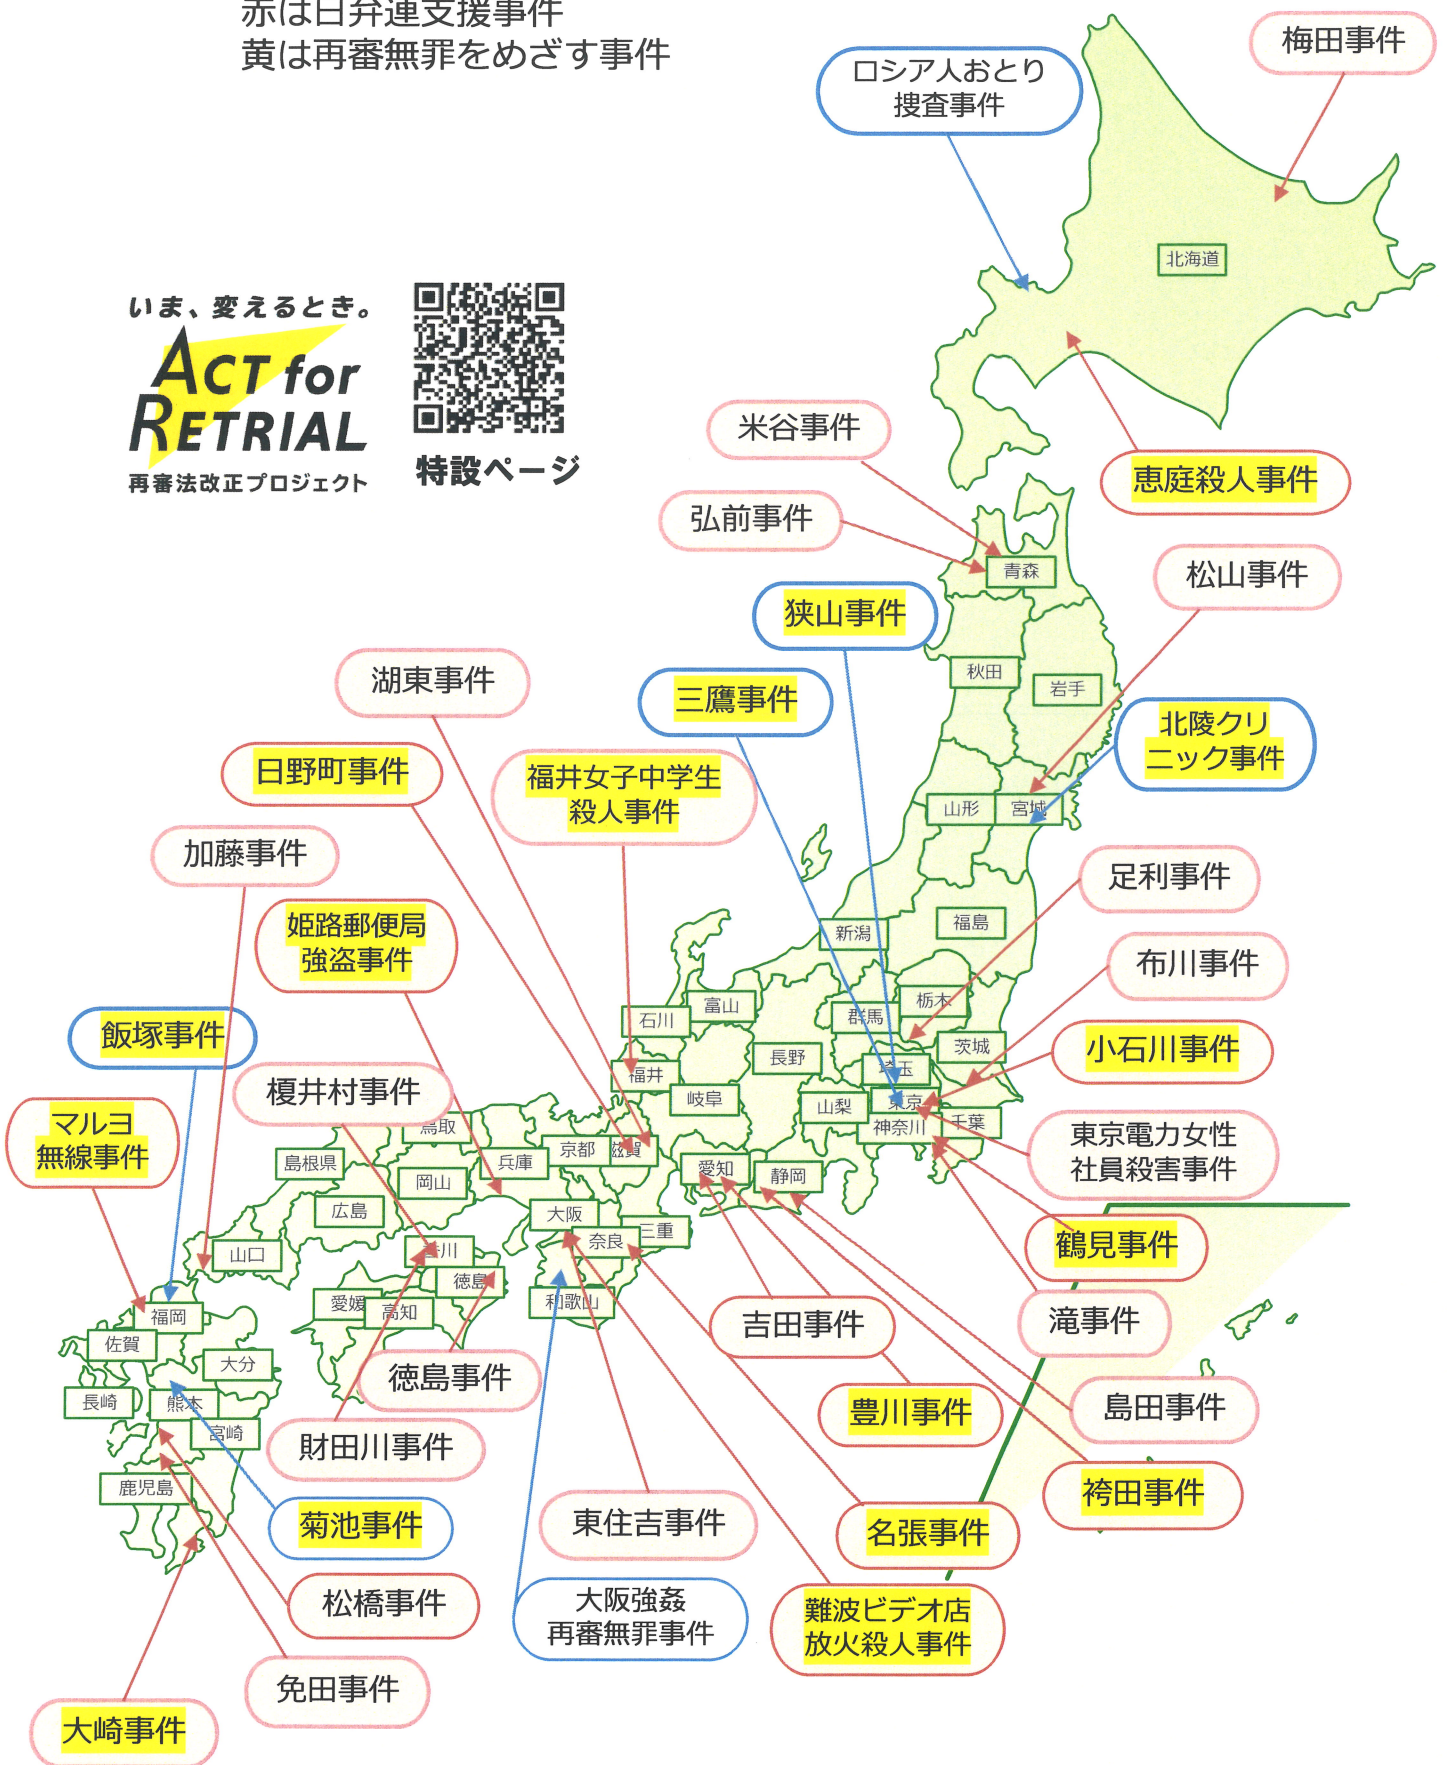 赤は日弁連支援事件
黄は再審無罪をめざす事件
梅田事件
ロシア人おとり
捜査事件
北海道
いま、変えるとき。
ACT for
RETRIAL
再審法改正プロジェクト
特設ページ
米谷事件
恵庭殺人事件
弘前事件
青森
松山事件
狭山事件
秋田
岩手
湖東事件
三鷹事件
北陵クリ
ニック事件
日野町事件
福井女子中学生
殺人事件
山形
宮城
加藤事件
足利事件
姫路郵便局
強盗事件
新潟
福島
布川事件
飯塚事件
石川
富山
群馬
栃木
茨城
小石川事件
長野
埼玉
福井
榎井村事件
岐阜
山梨
東京
神奈川
千葉
マルヨ
無線事件
鳥取
島根県
岡山
兵庫
京都
滋賀
愛知
静岡
東京電力女性
社員殺害事件
広島
大阪
奈良
三重
山口
香川
徳島
鶴見事件
福岡
愛媛
高知
和歌山
吉田事件
滝事件
佐賀
大分
徳島事件
長崎
熊本
宮崎
豊川事件
島田事件
財田川事件
鹿児島
袴田事件
菊池事件
東住吉事件
名張事件
松橋事件
大阪強姦
再審無罪事件
難波ビデオ店
放火殺人事件
免田事件
大崎事件